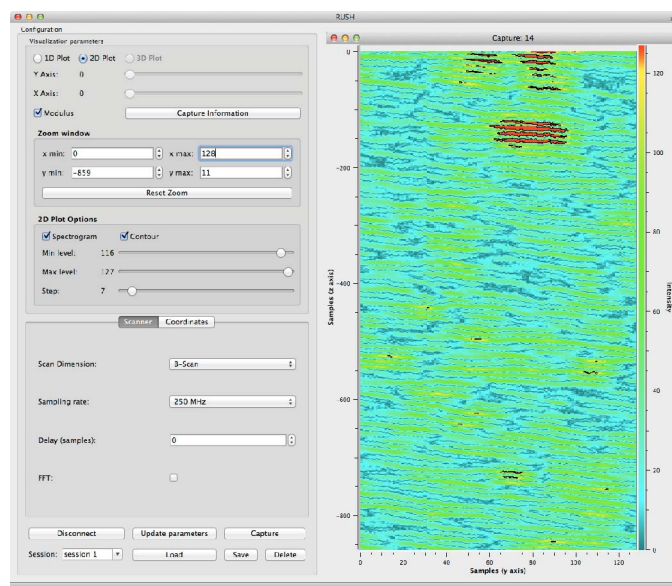 RUSH
Configuration
Visualization parameters
1D Plot 2D Plot 3D Plot
Y Axis: 0
X Axis: 0
Modulus Capture Information
Zoom window
x min: 0 x max: 128
y min: -859 y max: 11
Reset Zoom
2D Plot Options
Spectrogram Contour
Min level: 116
Max level: 127
Step: 7
Scanner Coordinates
Scan Dimension: B-Scan
Sampling rate: 250 MHz
Delay (samples): 0
FFT:
Disconnect Update parameters Capture
Session: session 1 Load Save Delete
Capture: 14
0
-200
-400
-600
-800
Samples (z axis)
0 20 40 60 80 100 120
Samples (y axis)
120
100
80
60
40
20
0
Intensity